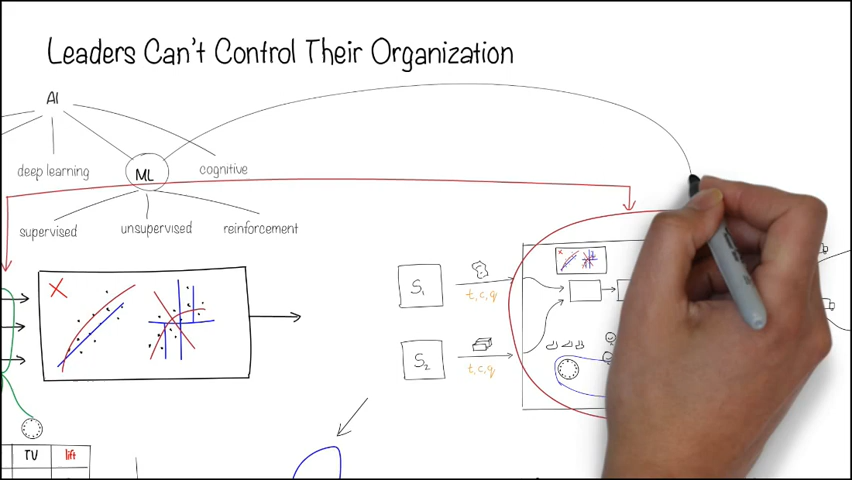 Leaders Can't Control Their Organization
AI
deep learning
ML
cognitive
supervised
unsupervised
reinforcement
X
S1
t, c, q
S2
t, c, q
x
TV
lift